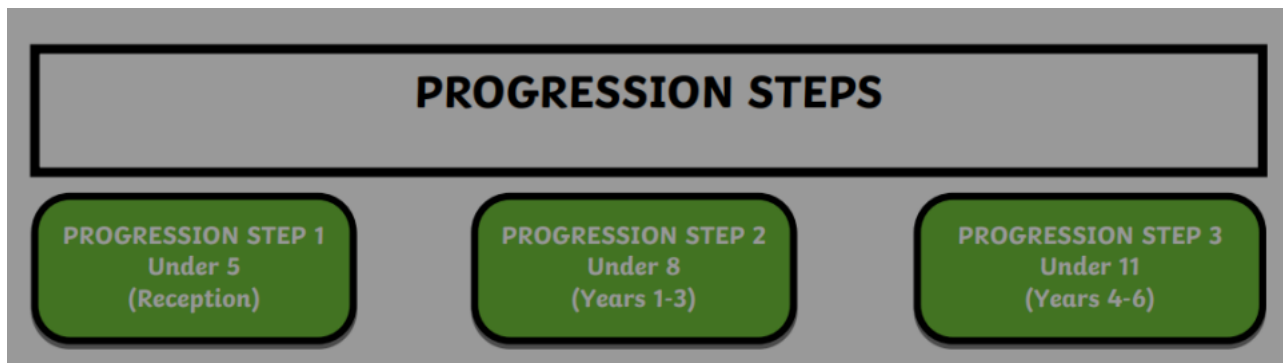 PROGRESSION STEPS
PROGRESSION STEP 1
Under 5
(Reception)
PROGRESSION STEP 2
Under 8
(Years 1-3)
PROGRESSION STEP 3
Under 11
(Years 4-6)